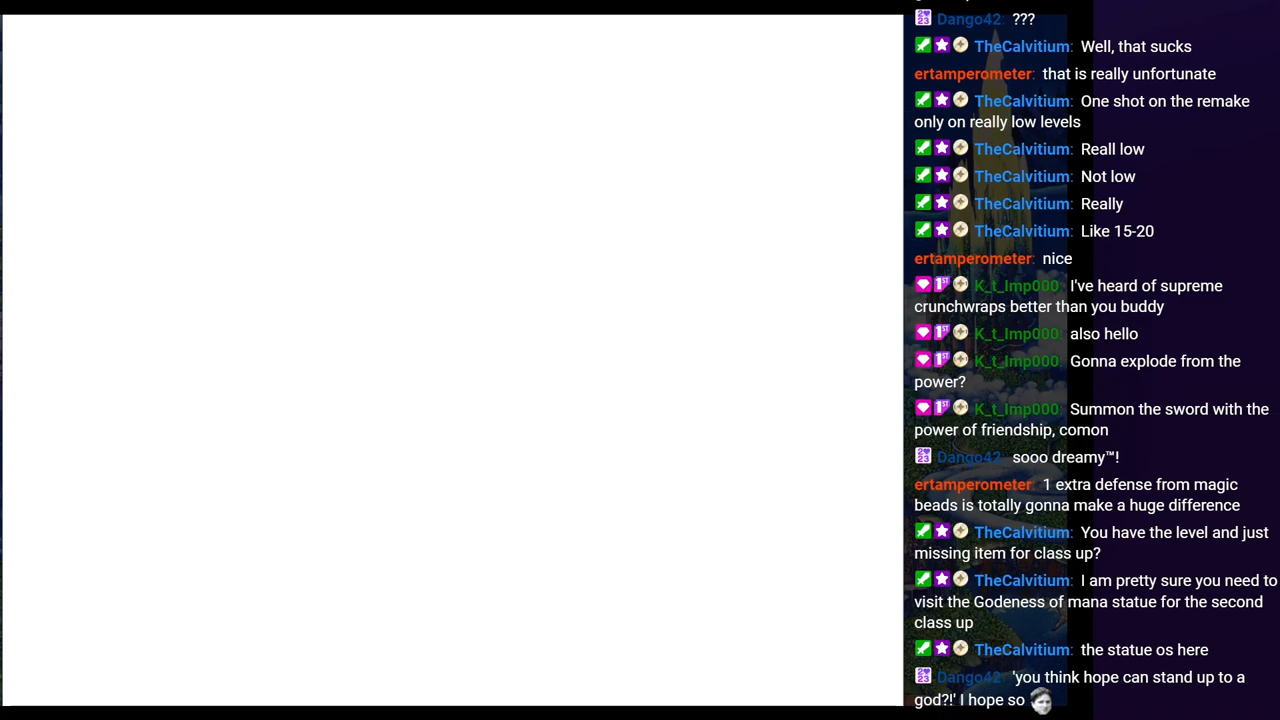 Dango42: ???
TheCalvitium: Well, that sucks
ertamperometer: that is really unfortunate
TheCalvitium: One shot on the remake
only on really low levels
TheCalvitium: Reall low
TheCalvitium: Not low
TheCalvitium: Really
TheCalvitium: Like 15-20
ertamperometer: nice
K_t_Imp000: I've heard of supreme
crunchwraps better than you buddy
K_t_Imp000: also hello
K_t_Imp000: Gonna explode from the
power?
K_t_Imp000: Summon the sword with the
power of friendship, comon
Dango42: sooo dreamy™!
ertamperometer: 1 extra defense from magic
beads is totally gonna make a huge difference
TheCalvitium: You have the level and just
missing item for class up?
TheCalvitium: I am pretty sure you need to
visit the Godeness of mana statue for the second
class up
TheCalvitium: the statue os here
Dango42: 'you think hope can stand up to a
god?!' I hope so